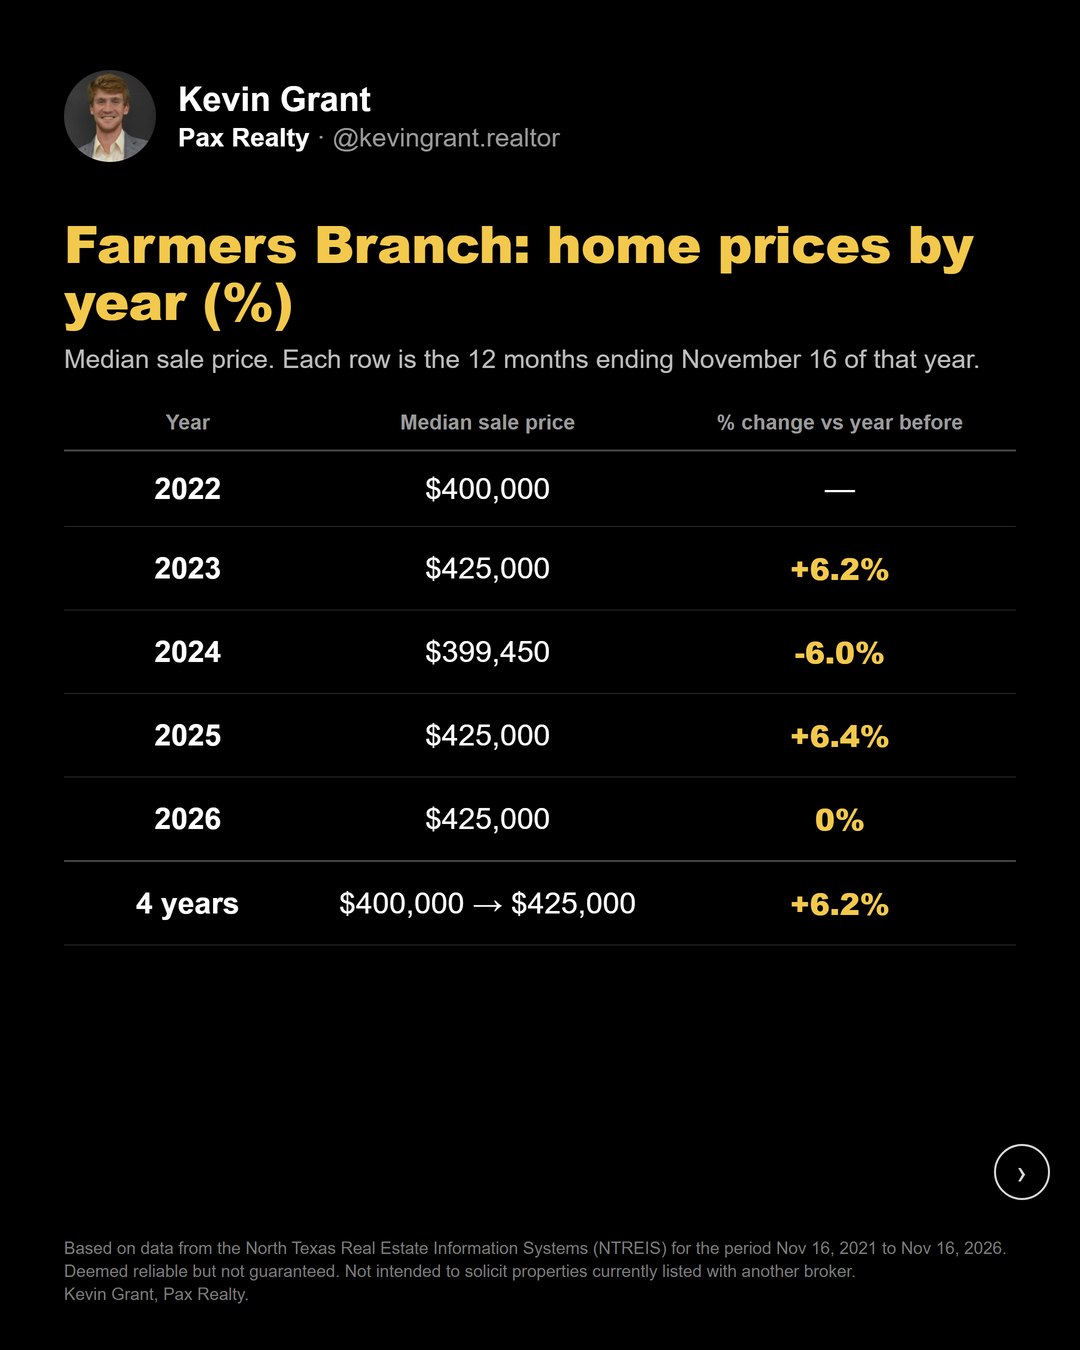 Kevin Grant
Pax Realty · @kevingrant.realtor
Farmers Branch: home prices by
year (%)
Median sale price. Each row is the 12 months ending November 16 of that year.
Year Median sale price % change vs year before
2022 $400,000 —
2023 $425,000 +6.2%
2024 $399,450 -6.0%
2025 $425,000 +6.4%
2026 $425,000 0%
4 years $400,000 → $425,000 +6.2%
›
Based on data from the North Texas Real Estate Information Systems (NTREIS) for the period Nov 16, 2021 to Nov 16, 2026.
Deemed reliable but not guaranteed. Not intended to solicit properties currently listed with another broker.
Kevin Grant, Pax Realty.